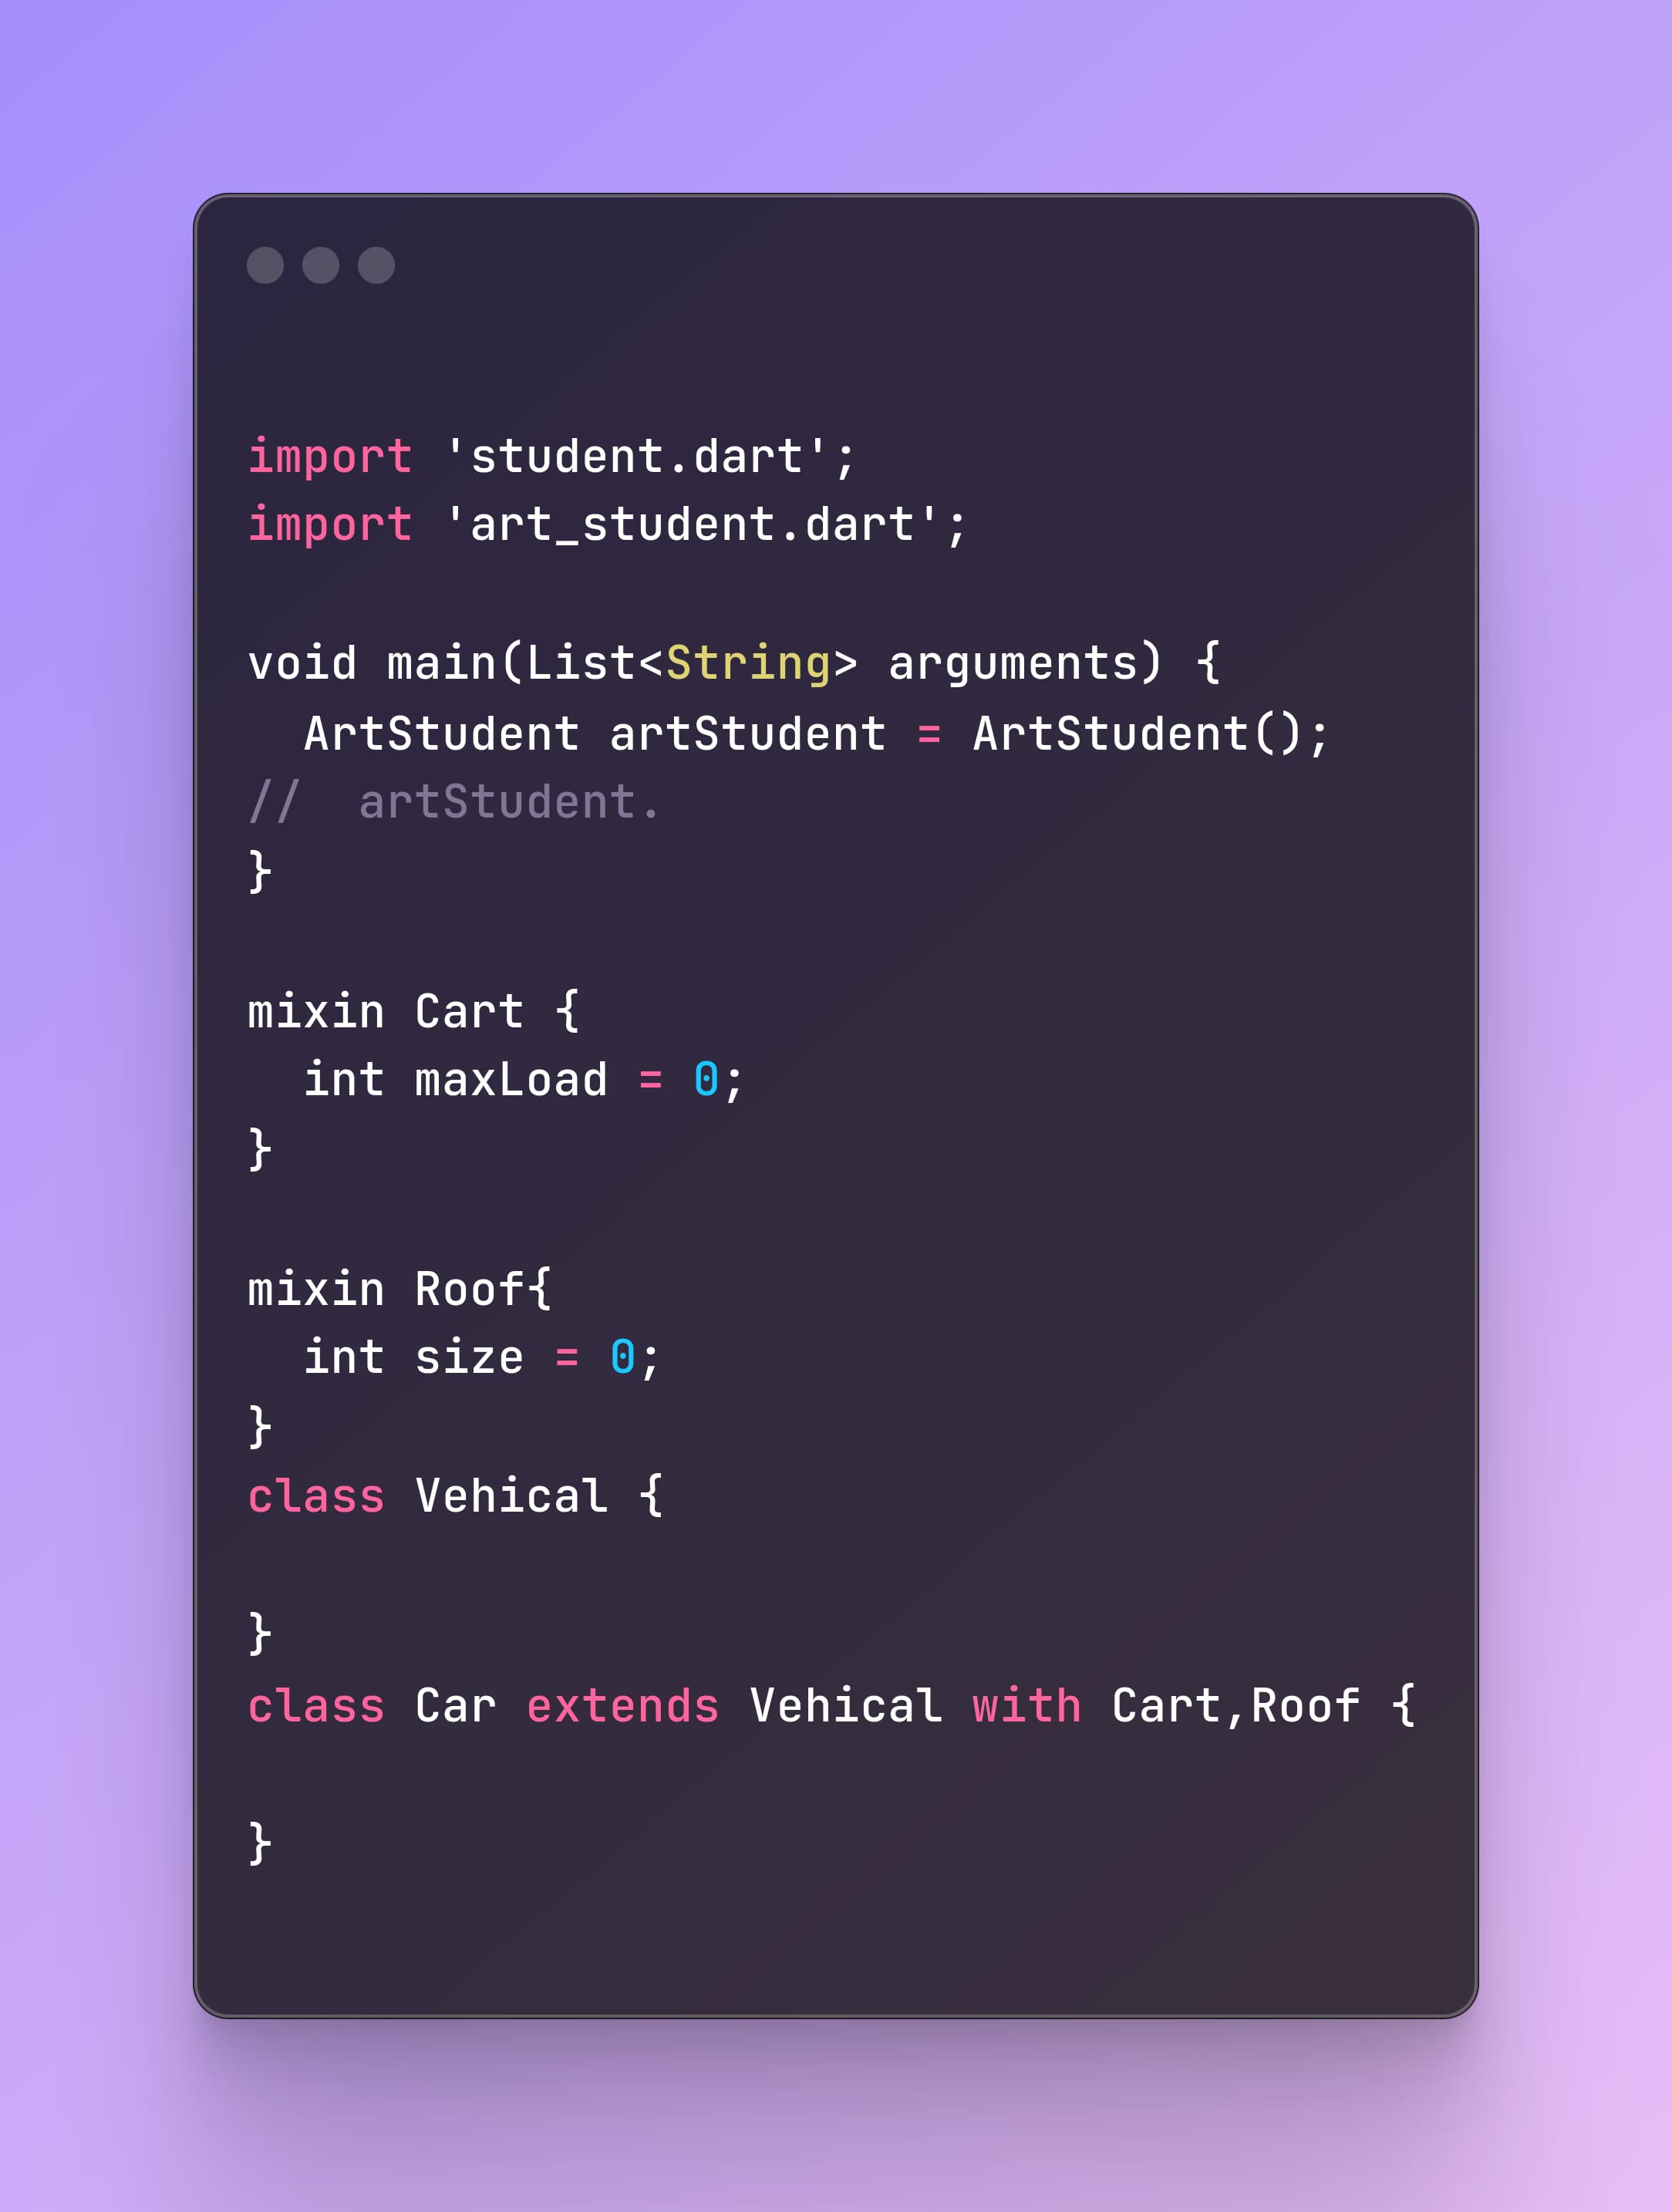 import 'student.dart';
import 'art_student.dart';
void main(List<String> arguments) {
  ArtStudent artStudent = ArtStudent();
//  artStudent.
}
mixin Cart {
  int maxLoad = 0;
}
mixin Roof{
  int size = 0;
}
class Vehical {
}
class Car extends Vehical with Cart,Roof {
}